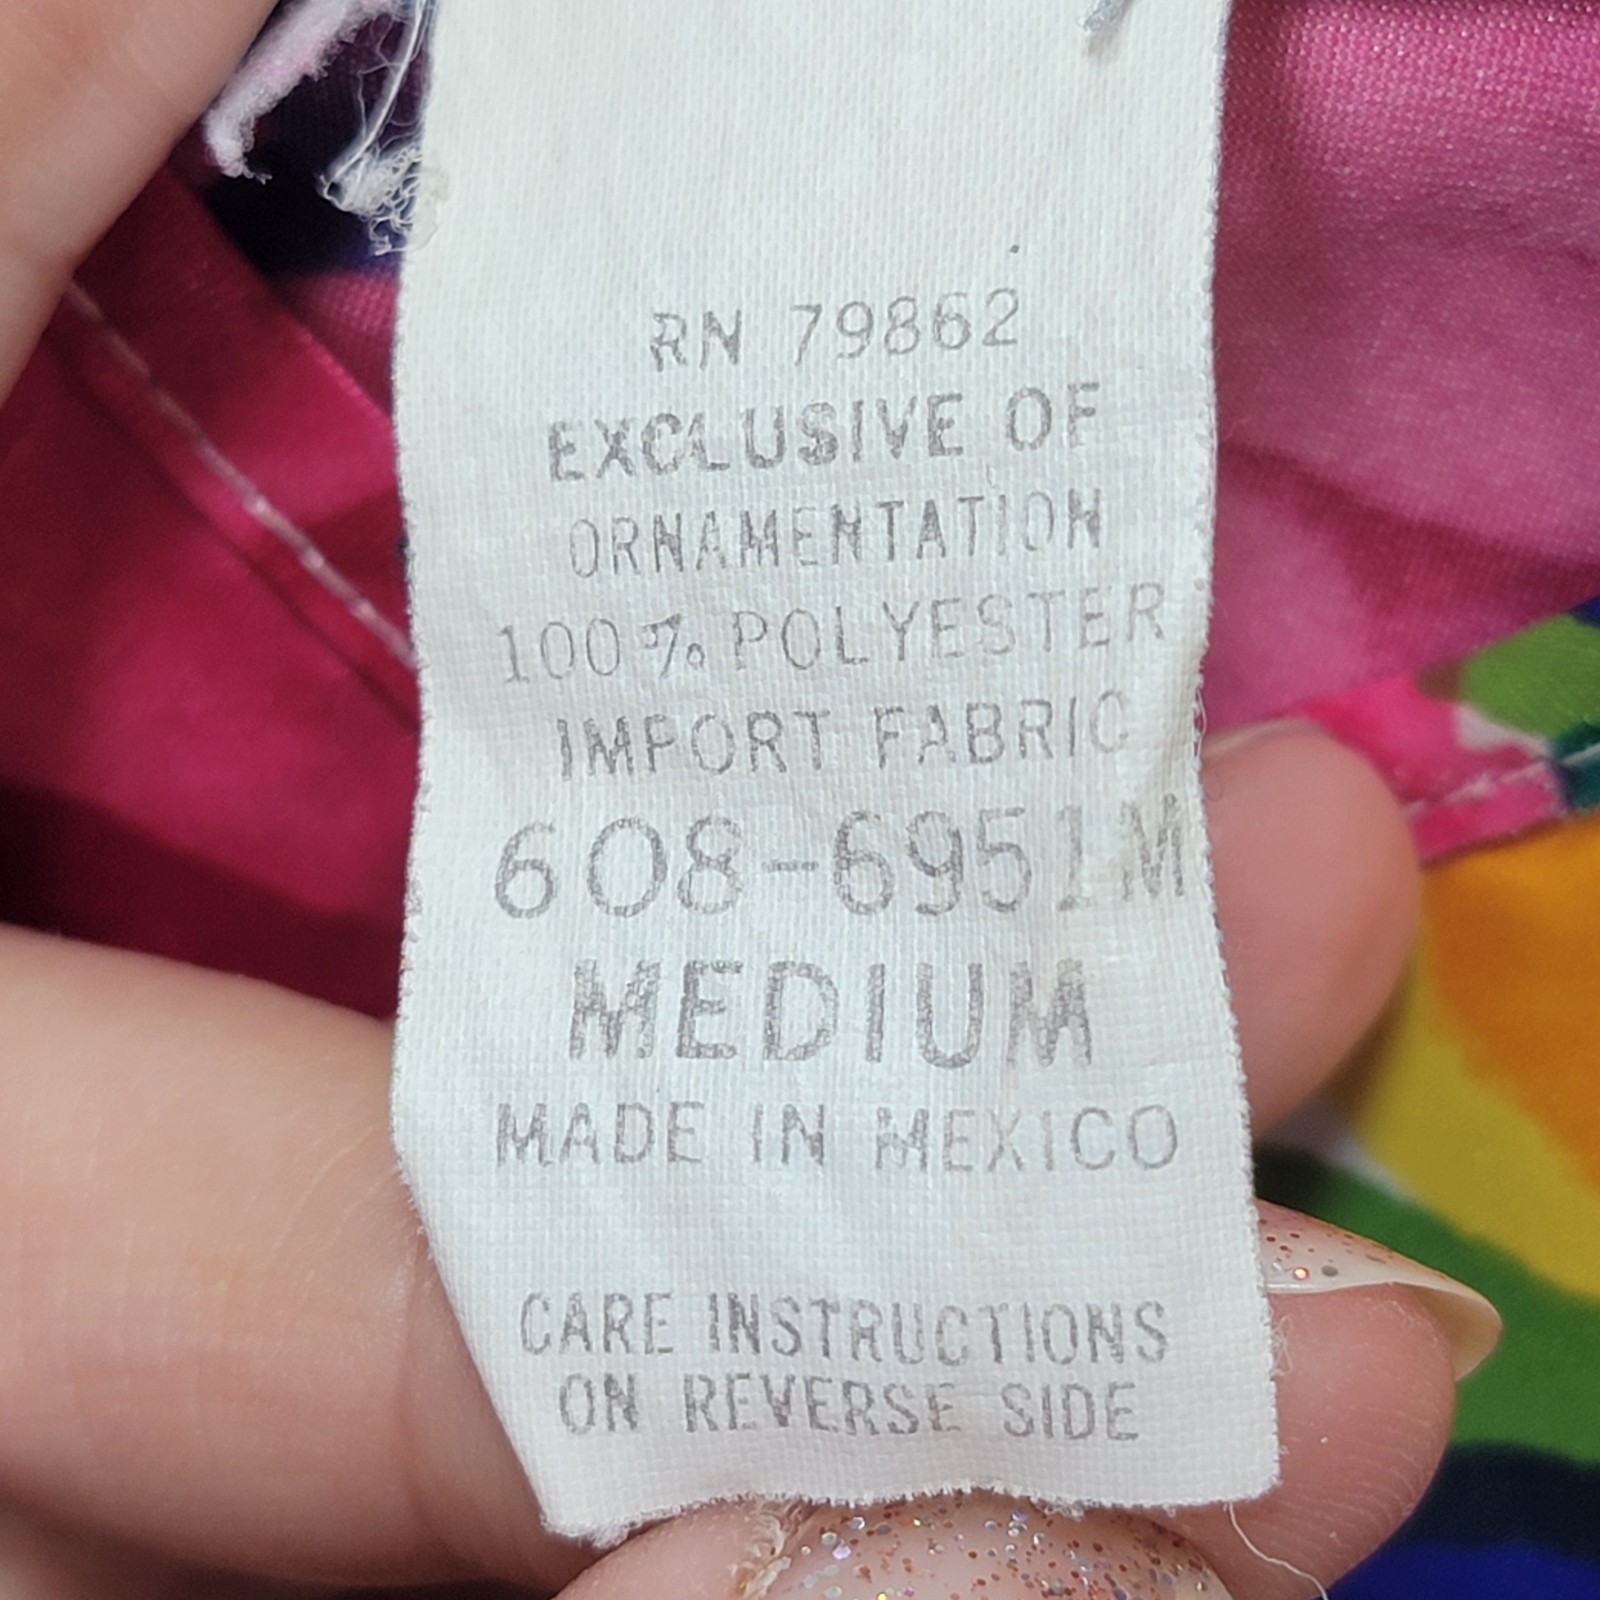 RN 79862
EXCLUSIVE OF
ORNAMENTATION
100% POLYESTER
IMPORT FABRIC
608-6951M
MEDIUM
MADE IN MEXICO
CARE INSTRUCTIONS
ON REVERSE SIDE